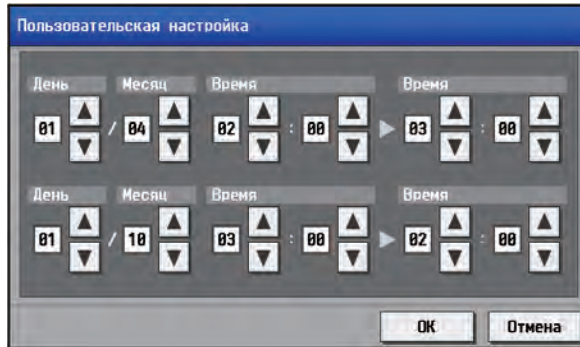 Пользовательская настройка
День Месяц Время Время
01 / 04 02 : 00 ▶ 03 : 00
День Месяц Время Время
01 / 10 03 : 00 ▶ 02 : 00
OK Отмена